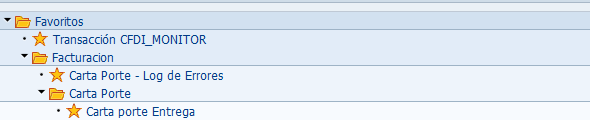 Favoritos
Transacción CFDI_MONITOR
Facturacion
Carta Porte - Log de Errores
Carta Porte
Carta porte Entrega